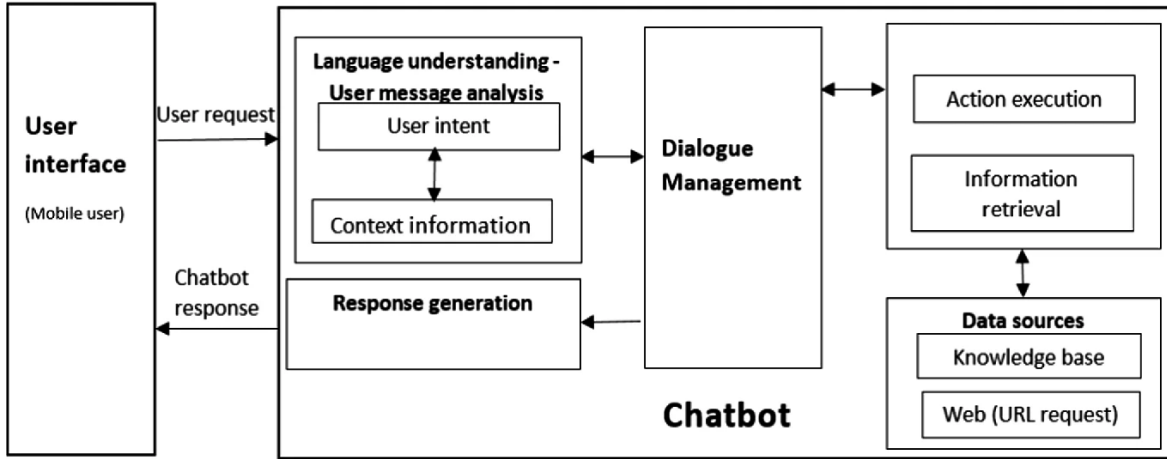 User
interface
(Mobile user)
User request
Chatbot
response
Language understanding -
User message analysis
User intent
Context information
Response generation
Dialogue
Management
Action execution
Information
retrieval
Data sources
Knowledge base
Web (URL request)
Chatbot